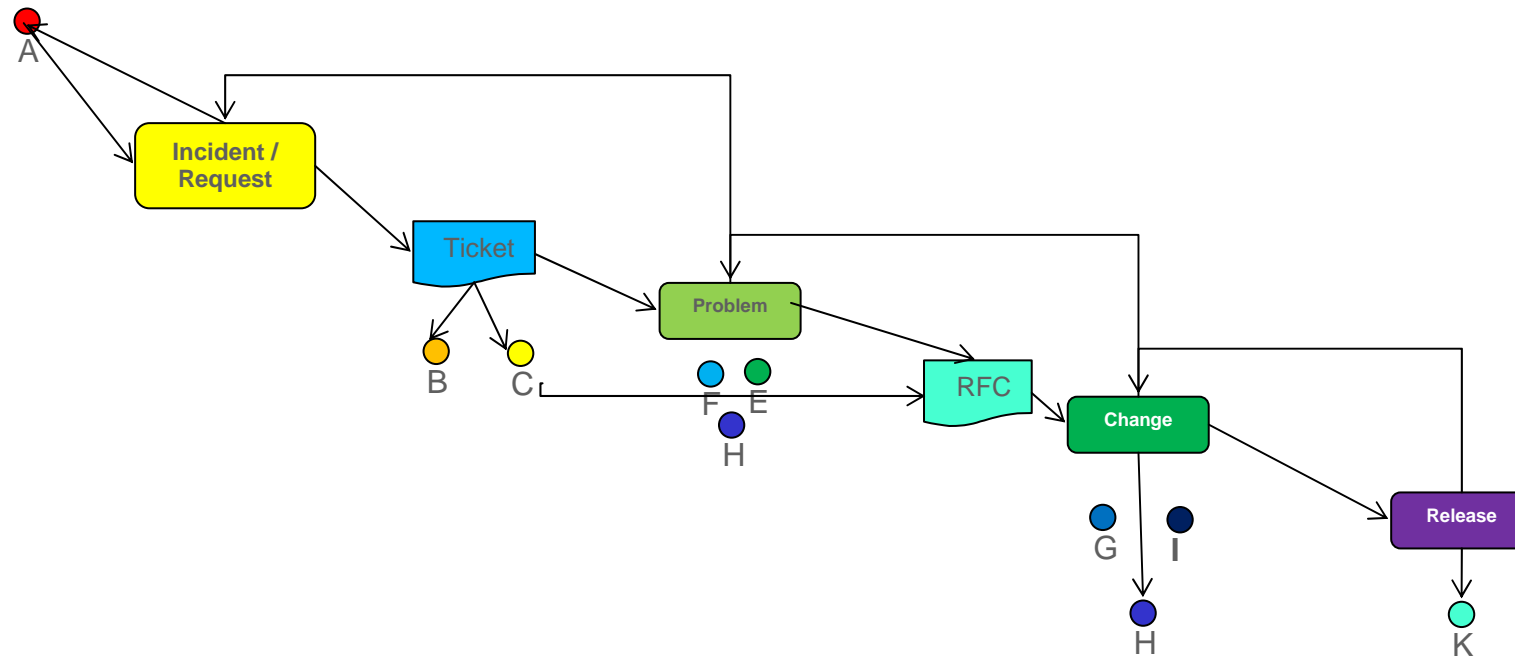 A
Incident /
Request
Ticket
Problem
B
C
F
E
H
RFC
Change
G
I
H
Release
K